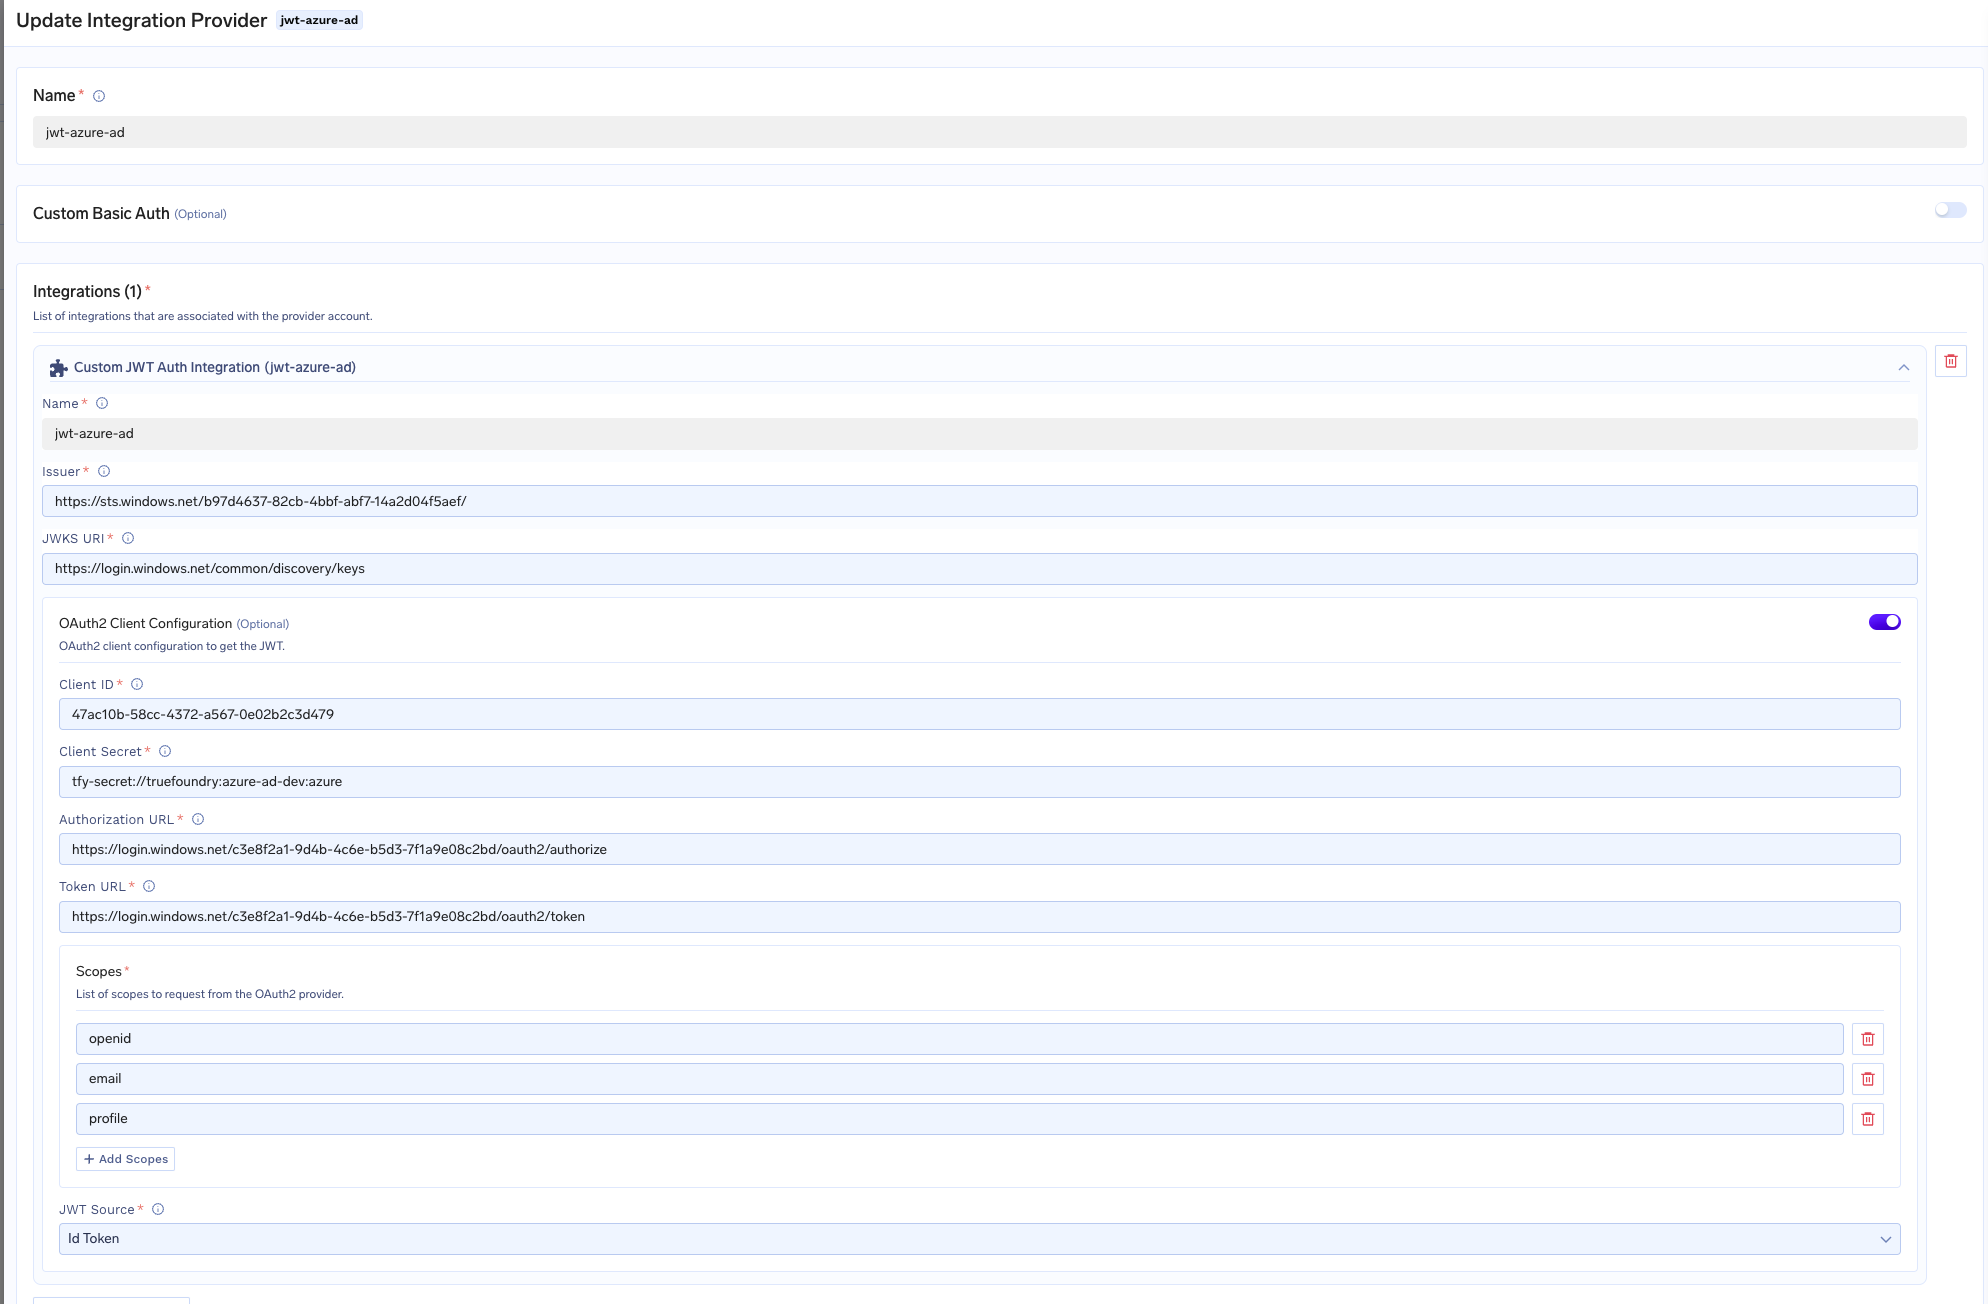 Update Integration Provider jwt-azure-ad
Name*
jwt-azure-ad
Custom Basic Auth (Optional)
Integrations (1)*
List of integrations that are associated with the provider account.
Custom JWT Auth Integration (jwt-azure-ad)
Name*
jwt-azure-ad
Issuer*
https://sts.windows.net/b97d4637-82cb-4bbf-abf7-14a2d04f5aef/
JWKS URI*
https://login.windows.net/common/discovery/keys
OAuth2 Client Configuration (Optional)
OAuth2 client configuration to get the JWT.
Client ID*
47ac10b-58cc-4372-a567-0e02b2c3d479
Client Secret*
tfy-secret://truefoundry:azure-ad-dev:azure
Authorization URL*
https://login.windows.net/c3e8f2a1-9d4b-4c6e-b5d3-7f1a9e08c2bd/oauth2/authorize
Token URL*
https://login.windows.net/c3e8f2a1-9d4b-4c6e-b5d3-7f1a9e08c2bd/oauth2/token
Scopes*
List of scopes to request from the OAuth2 provider.
openid
email
profile
+ Add Scopes
JWT Source*
Id Token